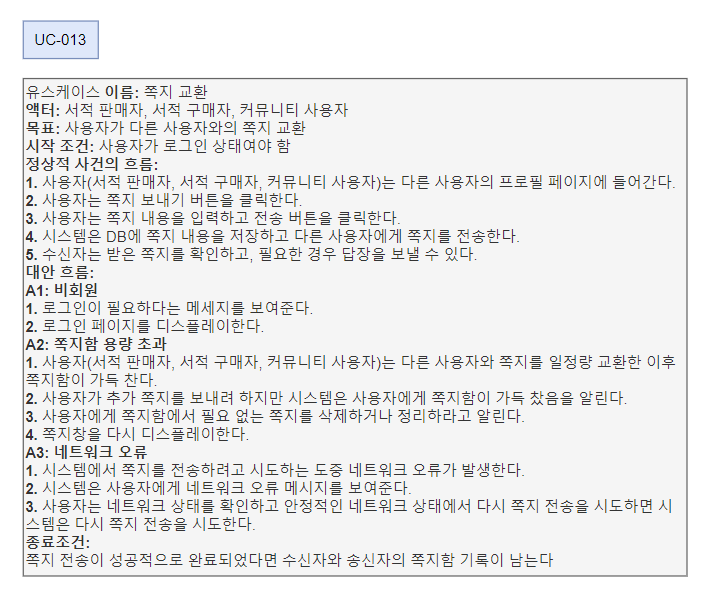 UC-013
유스케이스 이름: 쪽지 교환
액터: 서적 판매자, 서적 구매자, 커뮤니티 사용자
목표: 사용자가 다른 사용자와의 쪽지 교환
시작 조건: 사용자가 로그인 상태여야 함
정상적 사건의 흐름:
1. 사용자(서적 판매자, 서적 구매자, 커뮤니티 사용자)는 다른 사용자의 프로필 페이지에 들어간다.
2. 사용자는 쪽지 보내기 버튼을 클릭한다.
3. 사용자는 쪽지 내용을 입력하고 전송 버튼을 클릭한다.
4. 시스템은 DB에 쪽지 내용을 저장하고 다른 사용자에게 쪽지를 전송한다.
5. 수신자는 받은 쪽지를 확인하고, 필요한 경우 답장을 보낼 수 있다.
대안 흐름:
A1: 비회원
1. 로그인이 필요하다는 메세지를 보여준다.
2. 로그인 페이지를 디스플레이한다.
A2: 쪽지함 용량 초과
1. 사용자(서적 판매자, 서적 구매자, 커뮤니티 사용자)는 다른 사용자와 쪽지를 일정량 교환한 이후
쪽지함이 가득 찬다.
2. 사용자가 추가 쪽지를 보내려 하지만 시스템은 사용자에게 쪽지함이 가득 찼음을 알린다.
3. 사용자에게 쪽지함에서 필요 없는 쪽지를 삭제하거나 정리하라고 알린다.
4. 쪽지창을 다시 디스플레이한다.
A3: 네트워크 오류
1. 시스템에서 쪽지를 전송하려고 시도하는 도중 네트워크 오류가 발생한다.
2. 시스템은 사용자에게 네트워크 오류 메시지를 보여준다.
3. 사용자는 네트워크 상태를 확인하고 안정적인 네트워크 상태에서 다시 쪽지 전송을 시도하면 시
스템은 다시 쪽지 전송을 시도한다.
종료조건:
쪽지 전송이 성공적으로 완료되었다면 수신자와 송신자의 쪽지함 기록이 남는다